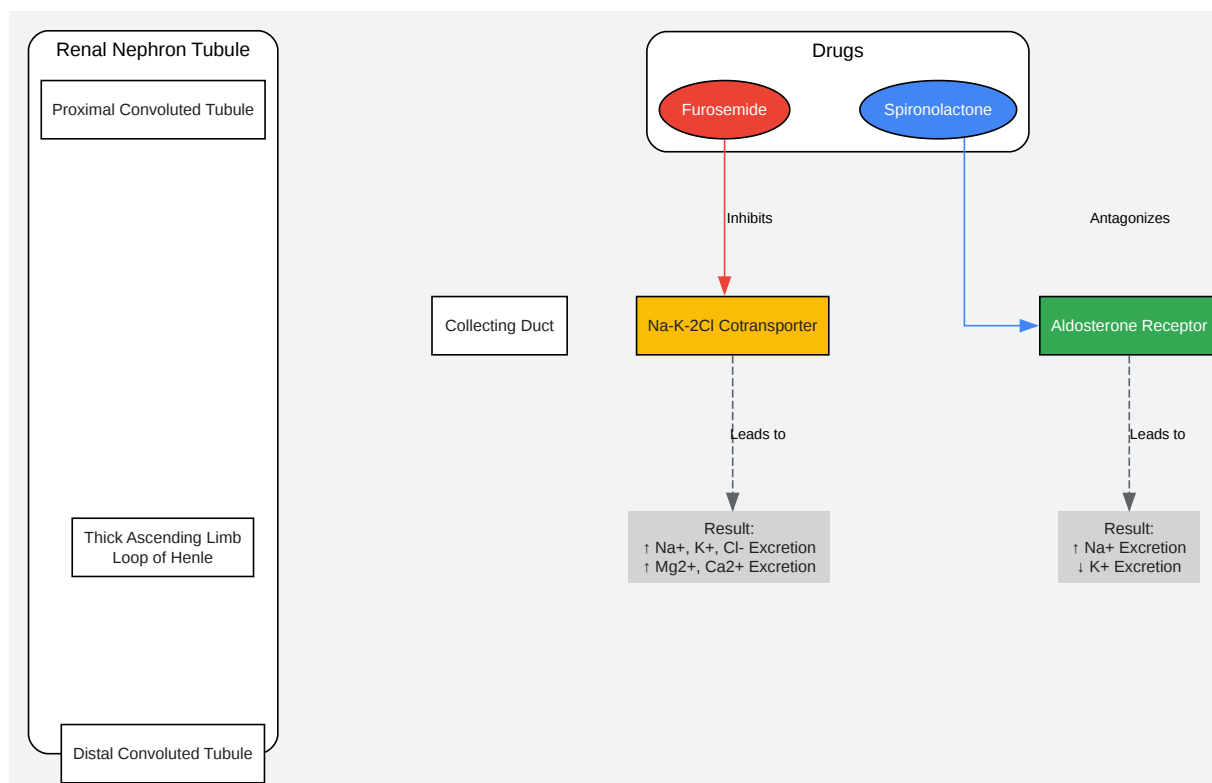 Renal Nephron Tubule
Proximal Convoluted Tubule
Drugs
Furosemide
Spironolactone
Inhibits
Antagonizes
Collecting Duct
Na-K-2Cl Cotransporter
Aldosterone Receptor
Leads to
Leads to
Thick Ascending Limb
Loop of Henle
Result:
↑ Na+, K+, Cl- Excretion
↑ Mg2+, Ca2+ Excretion
Result:
↑ Na+ Excretion
↓ K+ Excretion
Distal Convoluted Tubule